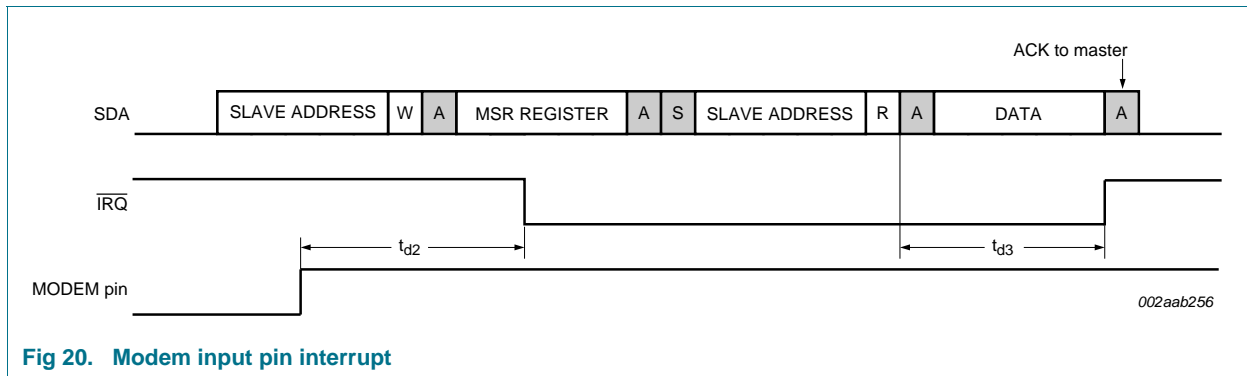 ACK to master
SDA SLAVE ADDRESS W A MSR REGISTER A S SLAVE ADDRESS R A DATA A
IRQ
td2 td3
MODEM pin
002aab256
Fig 20. Modem input pin interrupt